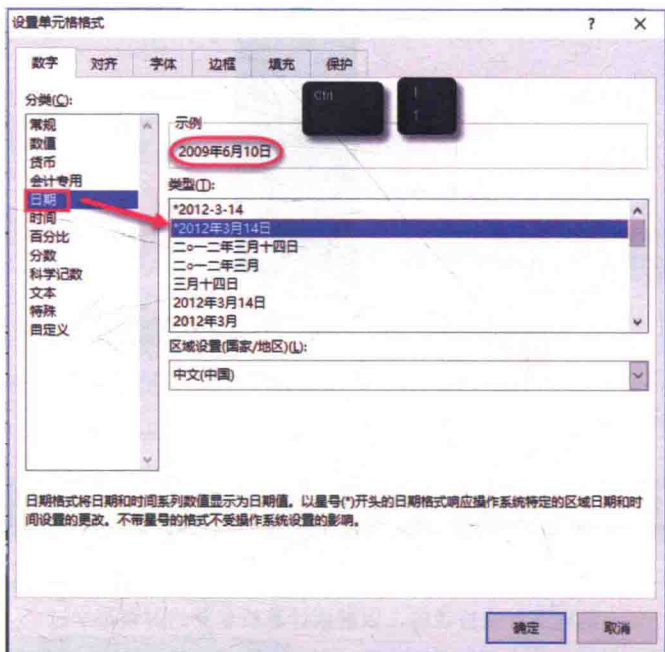 设置单元格格式 ? ×
数字 对齐 字体 边框 填充 保护
分类(C):
常规
数值
货币
会计专用
日期
时间
百分比
分数
科学记数
文本
特殊
自定义
Ctrl 1
示例
2009年6月10日
类型(T):
*2012-3-14
*2012年3月14日
二○一二年三月十四日
二○一二年三月
三月十四日
2012年3月14日
2012年3月
区域设置(国家/地区)(L):
中文(中国)
日期格式将日期和时间系列数值显示为日期值。以星号(*)开头的日期格式响应操作系统特定的区域日期和时
间设置的更改。不带星号的格式不受操作系统设置的影响。
确定 取消